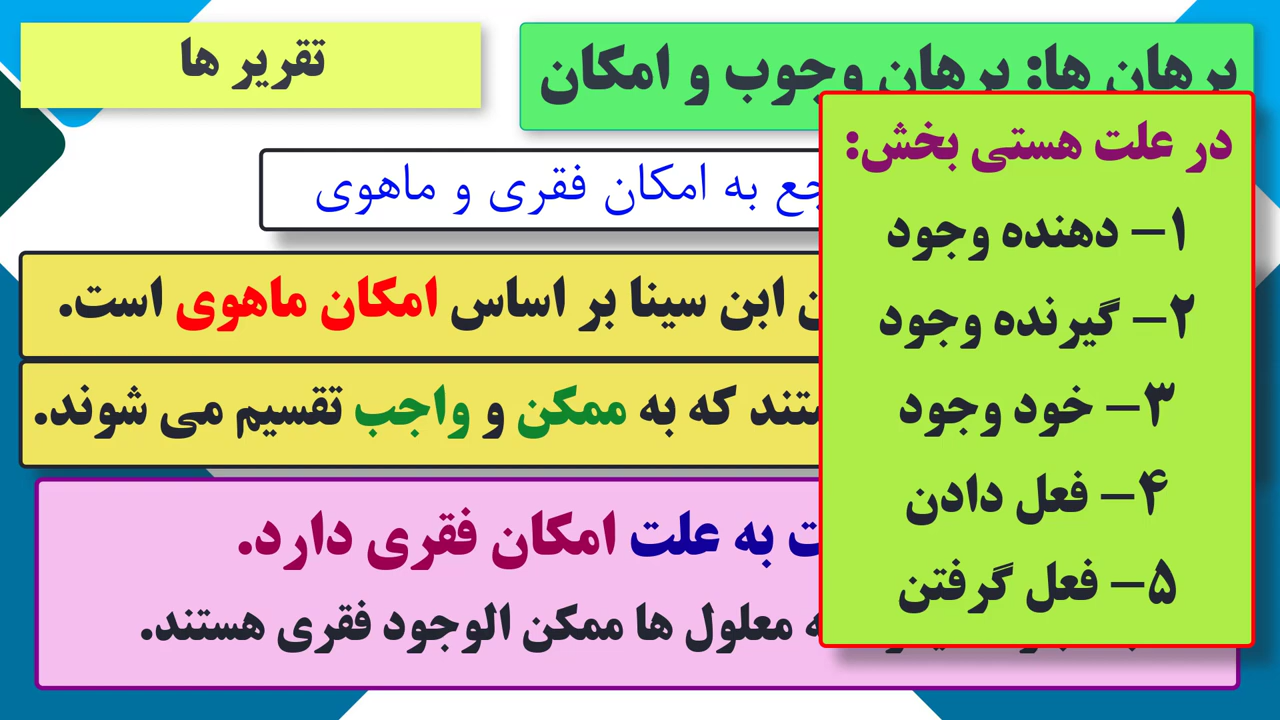 برهان ها: برهان وجوب و امکان
تقریر ها
در علت هستی بخش:
۱- دهنده وجود
۲- گیرنده وجود
۳- خود وجود
۴- فعل دادن
۵- فعل گرفتن
به امکان فقری و ماهوی
ابن سینا بر اساس امکان ماهوی است.
که به ممکن و واجب تقسیم می شوند.
به علت امکان فقری دارد.
معلول ها ممکن الوجود فقری هستند.